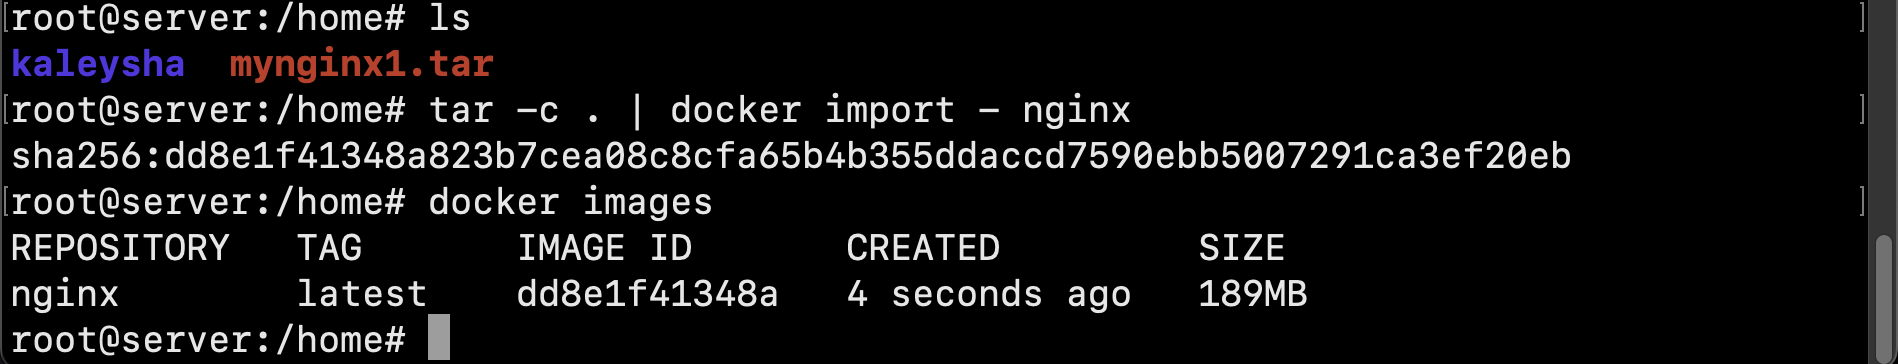 [root@server:/home# ls ]
kaleysha mynginx1.tar
[root@server:/home# tar -c . | docker import - nginx ]
sha256:dd8e1f41348a823b7cea08c8cfa65b4b355ddaccd7590ebb5007291ca3ef20eb
[root@server:/home# docker images ]
REPOSITORY TAG IMAGE ID CREATED SIZE
nginx latest dd8e1f41348a 4 seconds ago 189MB
root@server:/home#